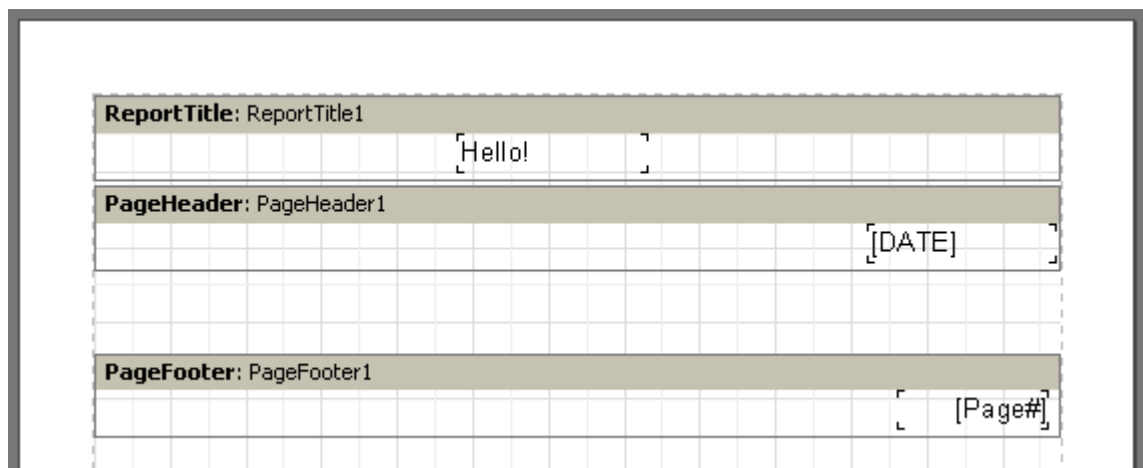 ReportTitle: ReportTitle1
Hello!
PageHeader: PageHeader1
[DATE]
PageFooter: PageFooter1
[Page#]